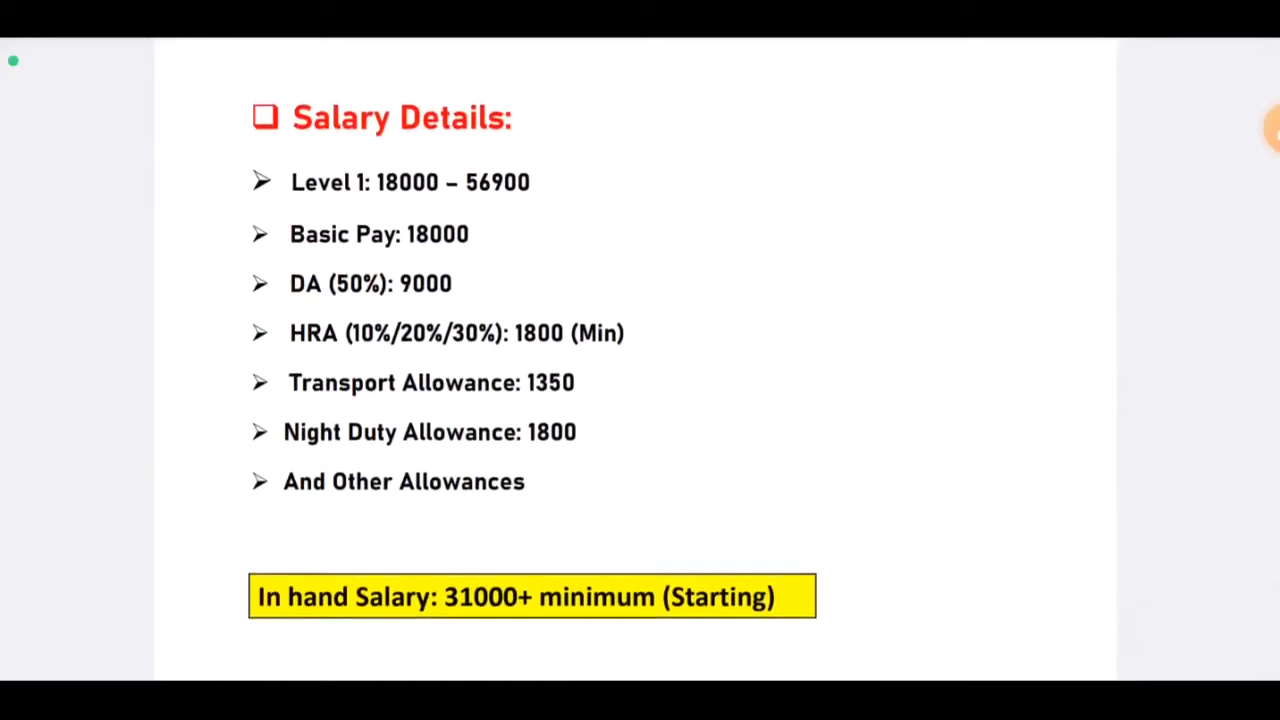 Salary Details:
Level 1: 18000 – 56900
Basic Pay: 18000
DA (50%): 9000
HRA (10%/20%/30%): 1800 (Min)
Transport Allowance: 1350
Night Duty Allowance: 1800
And Other Allowances
In hand Salary: 31000+ minimum (Starting)